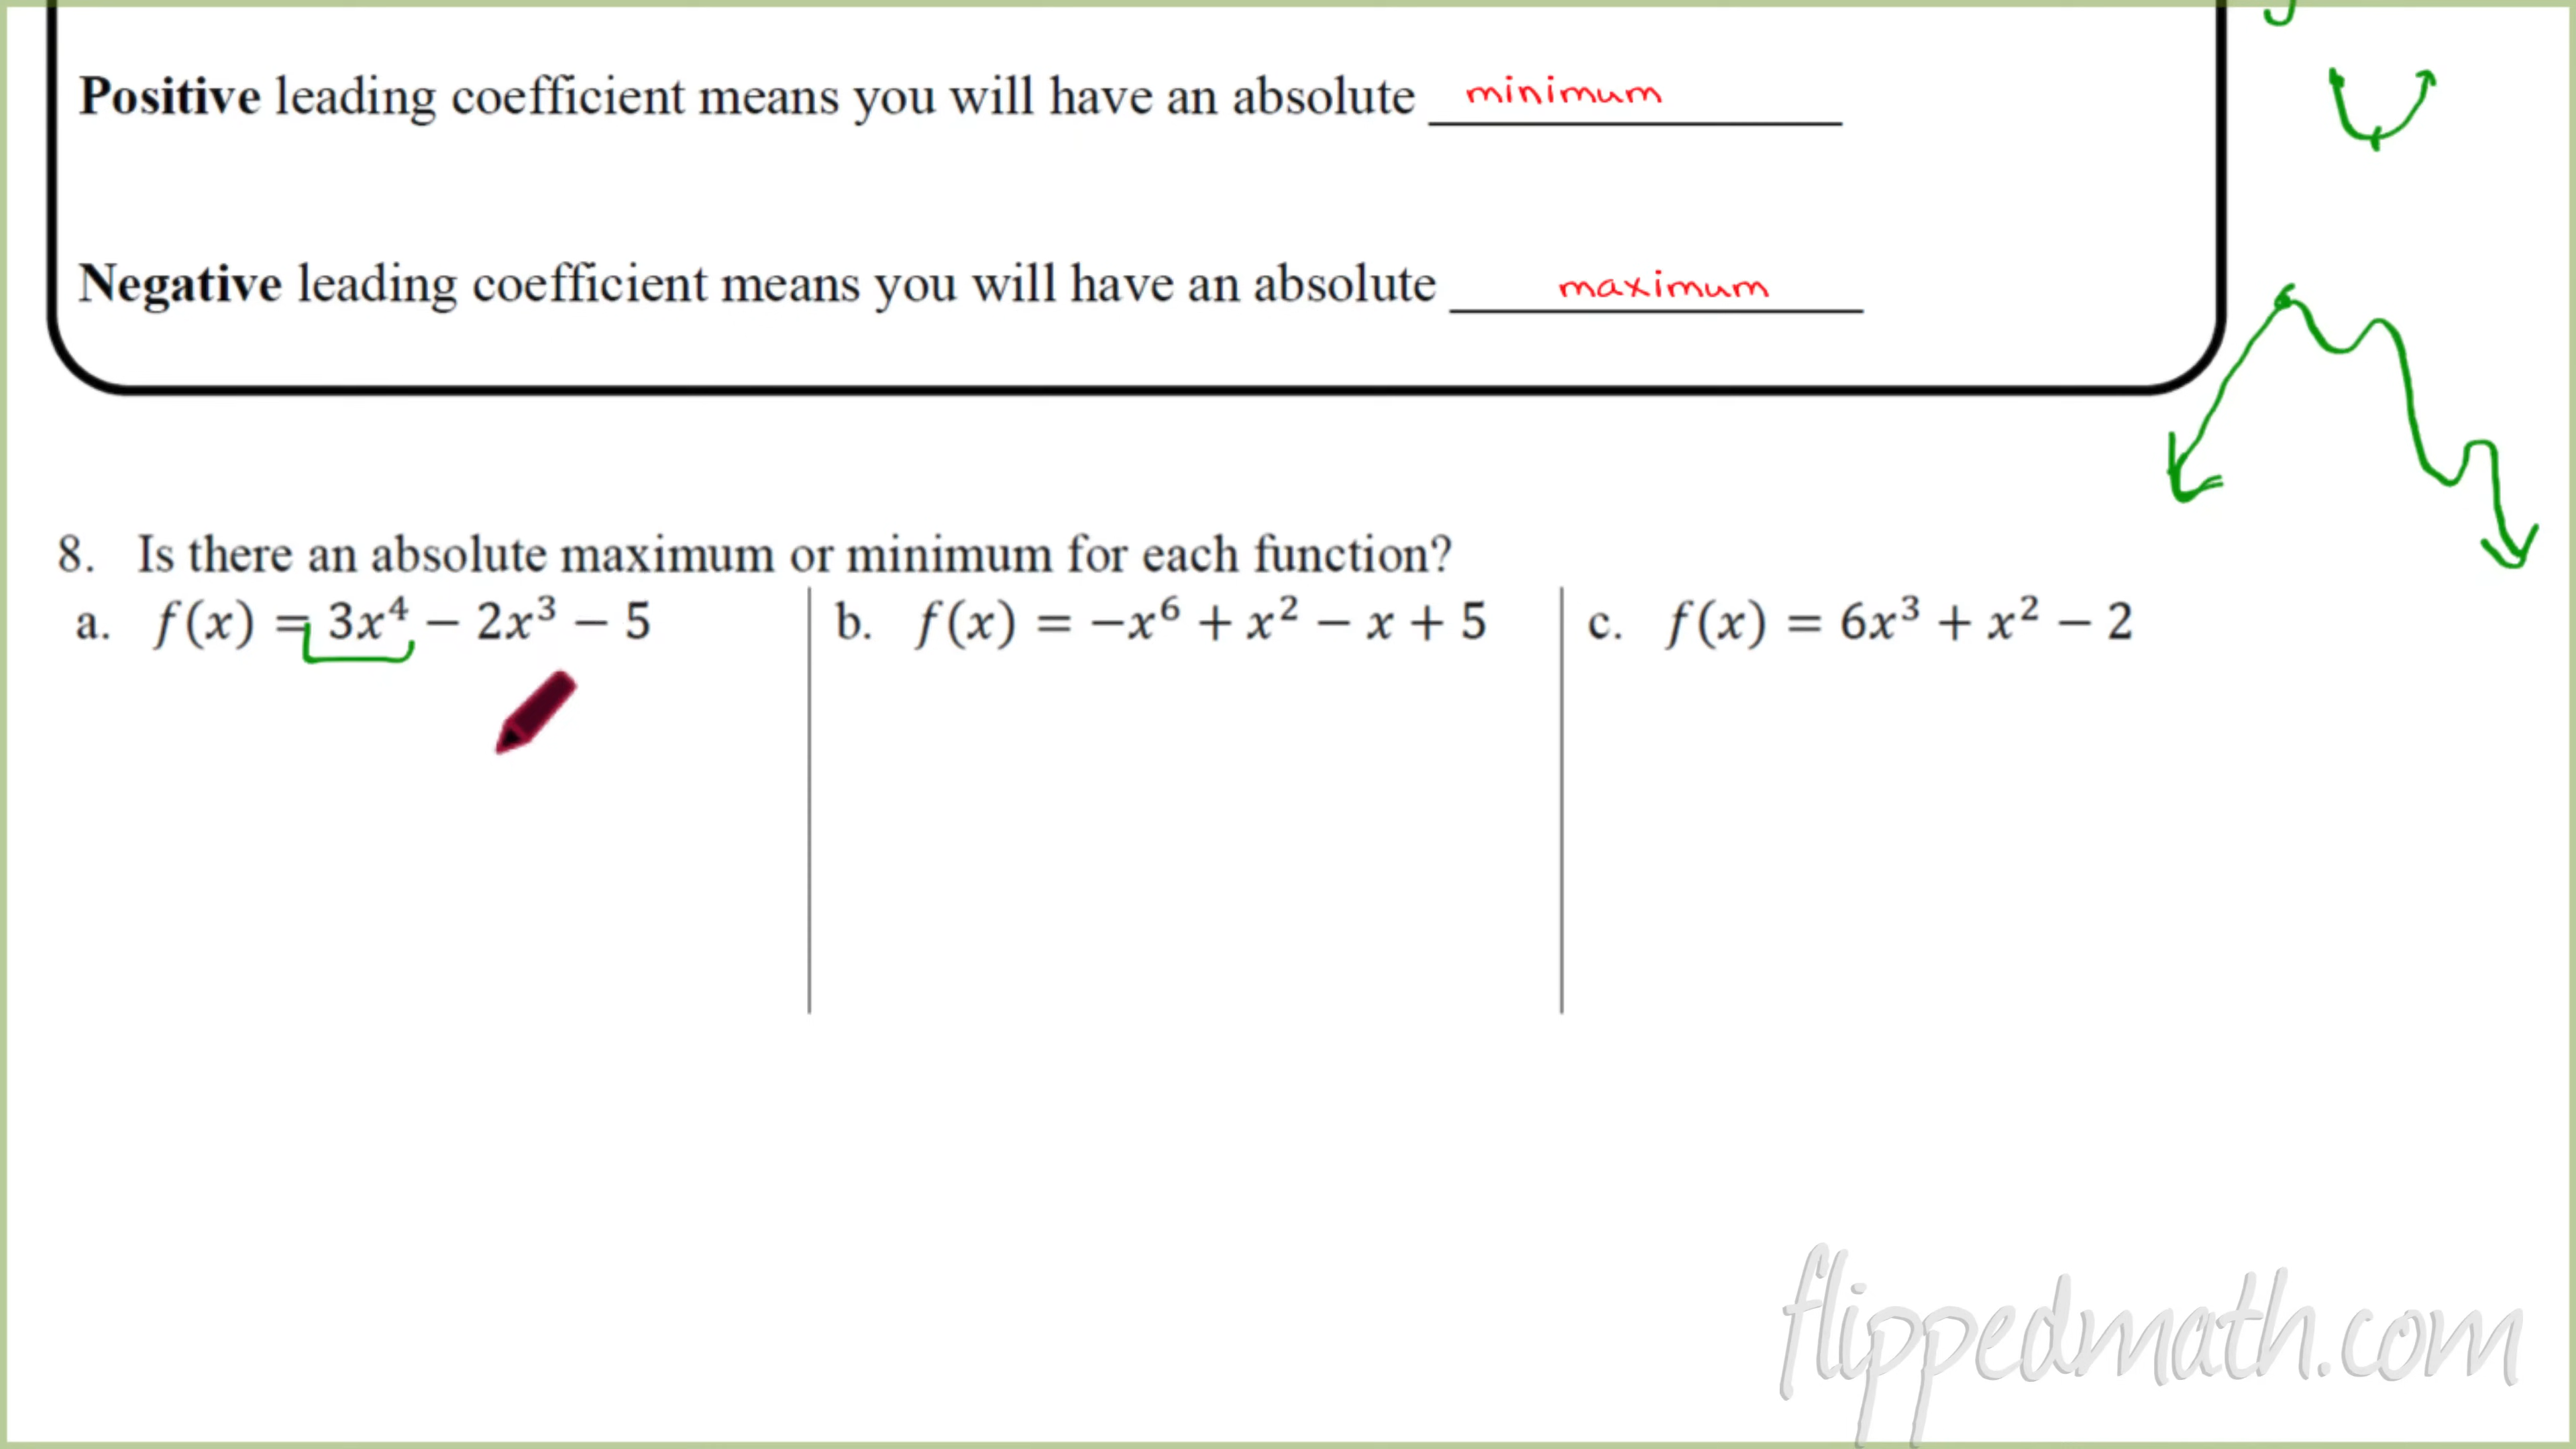 Positive leading coefficient means you will have an absolute minimum
Negative leading coefficient means you will have an absolute maximum
8. Is there an absolute maximum or minimum for each function?
a. f(x) = 3x⁴ − 2x³ − 5
b. f(x) = −x⁶ + x² − x + 5
c. f(x) = 6x³ + x² − 2
flippedmath.com